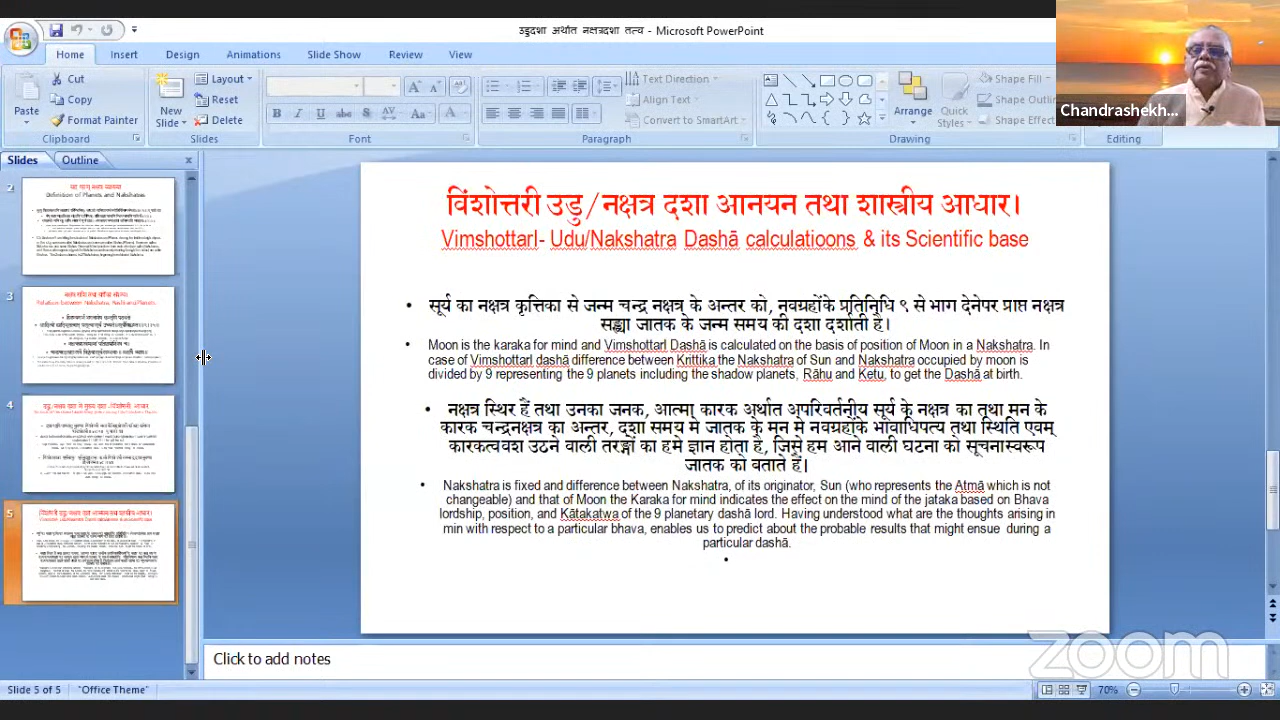 उडुदशा अर्थात नक्षत्रदशा तत्व - Microsoft PowerPoint
Home Insert Design Animations Slide Show Review View
Cut
Copy
Format Painter
Paste
Clipboard
New
Slide
Layout
Reset
Delete
Slides
Font
Text Direction
Align Text
Convert to SmartArt
Paragraph
Arrange
Quick
Styles
Shape Fill
Shape Outline
Drawing
Editing
Chandrashekh...
Slides Outline
2
Definition of Planets and Nakshatras
3
4
5
विंशोत्तरी उडु/नक्षत्र दशा आनयन तथा शास्त्रीय आधार।
VimshottarI- Udu/Nakshatra Dashā calculatioons & its Scientific base
• सूर्य का नक्षत्र कृत्तिका से जन्म चन्द्र नक्षत्र के अन्तर को, नवग्रहोंके प्रतिनिधि ९ से भाग देनेपर प्राप्त नक्षत्र
सङ्ख्या जातक के जन्म समय की दशा दर्शाती है।
• Moon is the karaka for mind and VimshottarI Dashā is calculated on the basis of position of Moon in a Nakshatra. In
case of Vimshottari dashā difference between Krittika the Nakshatra of Sun and Nakshatra occupied by moon is
divided by 9 representing the 9 planets including the shadow planets, Rāhu and Ketu, to get the Dashā at birth.
• नक्षत्र स्थिर हैं तथा उनका जनक, आत्मा कारक अर्थात अपरिवर्तनीय सूर्य के नक्षत्र का तथा मन के
कारक चन्द्रनक्षत्र का अन्तर, दशा समय मे जातक के मन मे नवग्रहोंके भावाधिपत्य तथा स्थिति एवम्
कारकत्ववश उठने वाली तरङ्गों का हमे ज्ञान होता है, जिनसे हम आने वाली घटना को सूचनास्वरूप
जातक को बताते हैं।
• Nakshatra is fixed and difference between Nakshatra, of its originator, Sun (who represents the Atmā which is not
changeable) and that of Moon the Karaka for mind indicates the effect on the mind of the jataka based on Bhava
lordship, position, and Kātakatwa of the 9 planetary dasha lord. Having understood what are the thoughts arising in
min with respect to a particular bhava, enables us to predict about the probable results that might accrue during a
particular dashā.
•
Click to add notes
zoom
Slide 5 of 5 "Office Theme" 70%